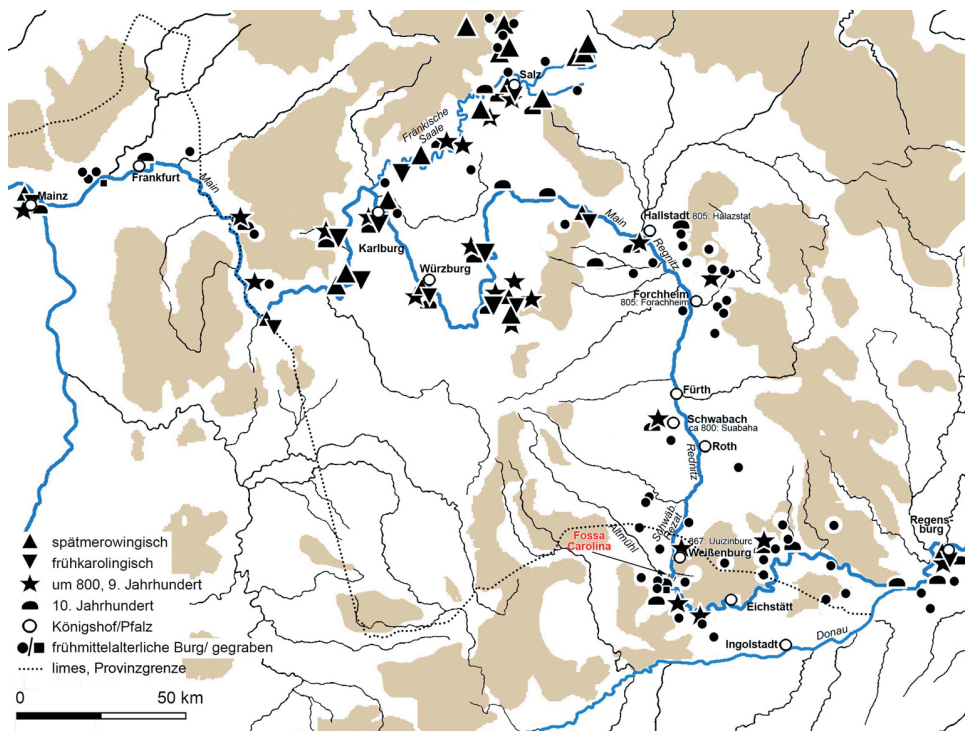 Salz
Fränkische
Saale
Frankfurt
Main
Mainz
Karlburg
Würzburg
Main
Hallstadt 805: Halazstat
Regnitz
Forchheim
805: Forachheim
Fürth
Schwabach
ca 800: Suabaha
Roth
Rednitz
Schwäb.
Rezat
Altmühl
Fossa
Carolina
867: Uuizinburc
Weißenburg
Regens-
burg
Eichstätt
Ingolstadt
Donau
spätmerowingisch
frühkarolingisch
um 800, 9. Jahrhundert
10. Jahrhundert
Königshof/Pfalz
/ frühmittelalterliche Burg/ gegraben
limes, Provinzgrenze
0 50 km